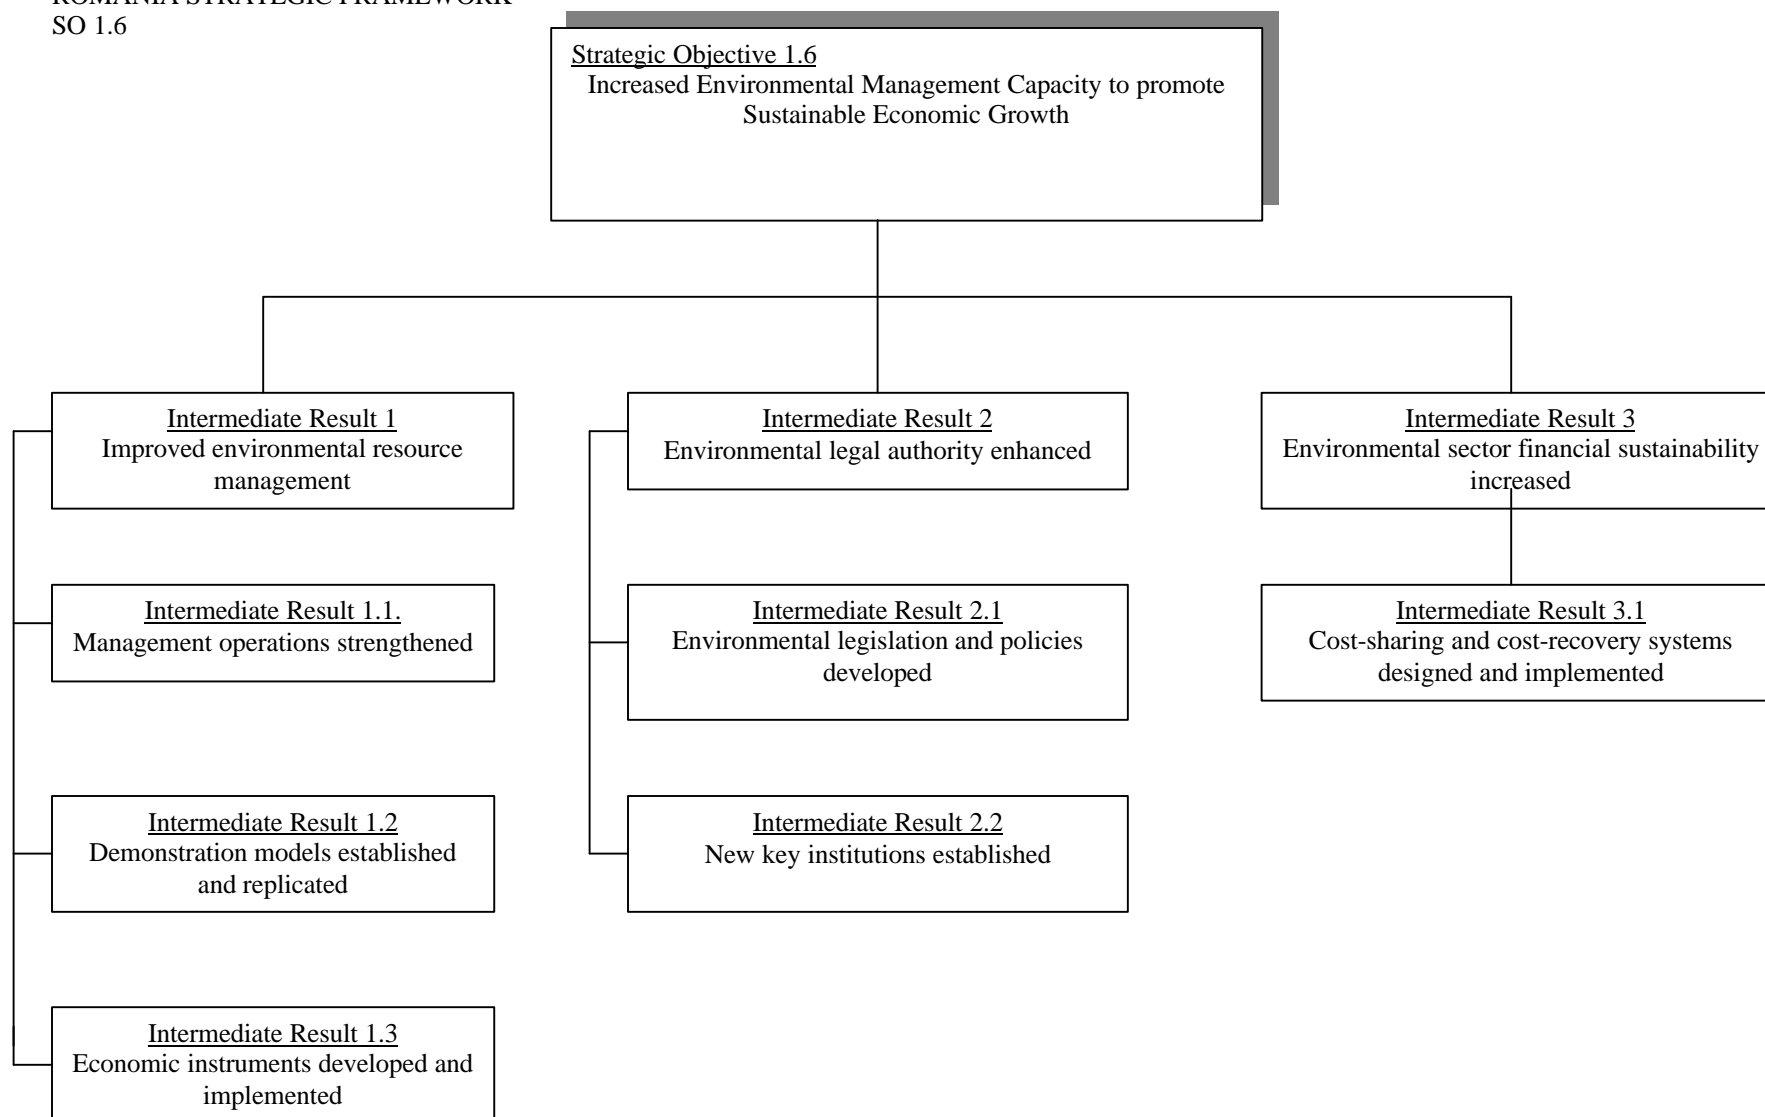 ROMANIA STRATEGIC FRAMEWORK
SO 1.6
Strategic Objective 1.6
Increased Environmental Management Capacity to promote
Sustainable Economic Growth
Intermediate Result 1
Improved environmental resource
management
Intermediate Result 2
Environmental legal authority enhanced
Intermediate Result 3
Environmental sector financial sustainability
increased
Intermediate Result 1.1.
Management operations strengthened
Intermediate Result 2.1
Environmental legislation and policies
developed
Intermediate Result 3.1
Cost-sharing and cost-recovery systems
designed and implemented
Intermediate Result 1.2
Demonstration models established
and replicated
Intermediate Result 2.2
New key institutions established
Intermediate Result 1.3
Economic instruments developed and
implemented